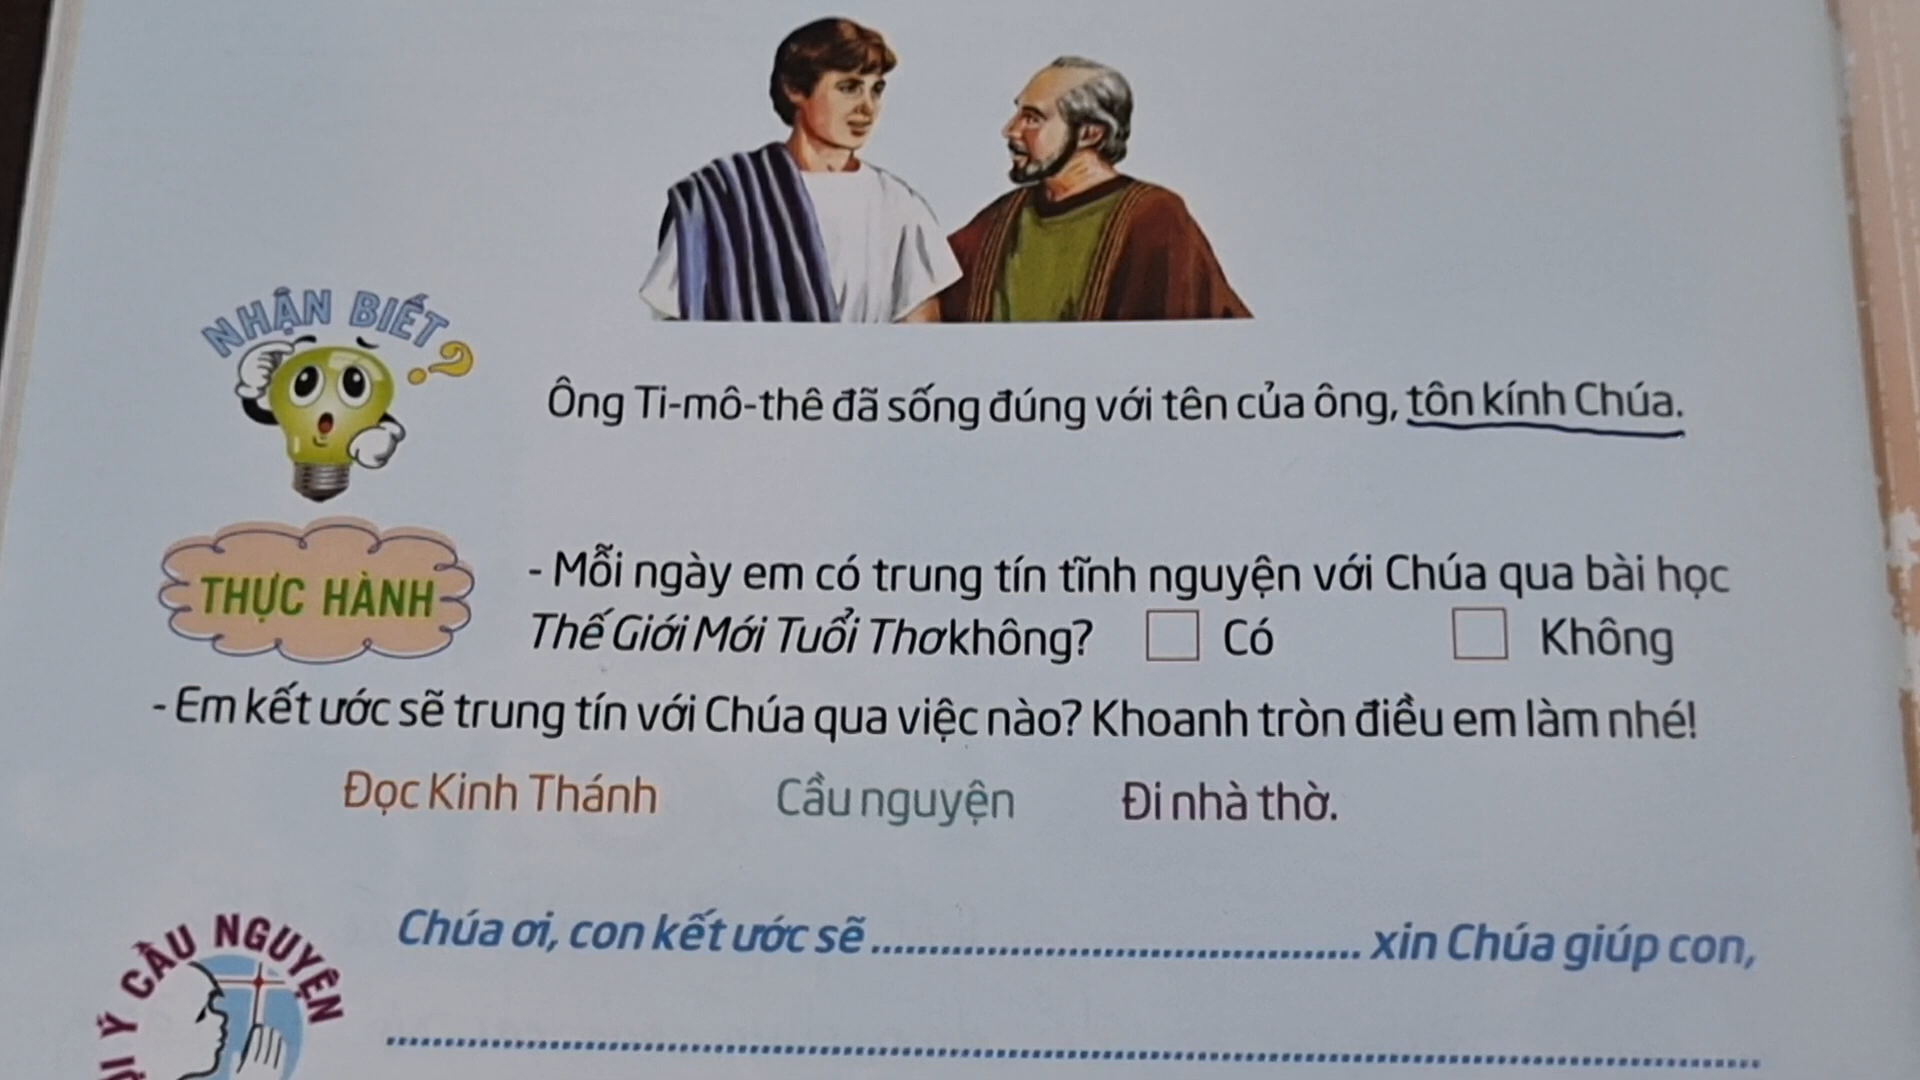 NHẬN BIẾT?
Ông Ti-mô-thê đã sống đúng với tên của ông, tôn kính Chúa.
THỰC HÀNH
- Mỗi ngày em có trung tín tĩnh nguyện với Chúa qua bài học
Thế Giới Mới Tuổi Thơ không? Có Không
- Em kết ước sẽ trung tín với Chúa qua việc nào? Khoanh tròn điều em làm nhé!
Đọc Kinh Thánh Cầu nguyện Đi nhà thờ.
Ý CẦU NGUYỆN
Chúa ơi, con kết ước sẽ ........................................ xin Chúa giúp con,